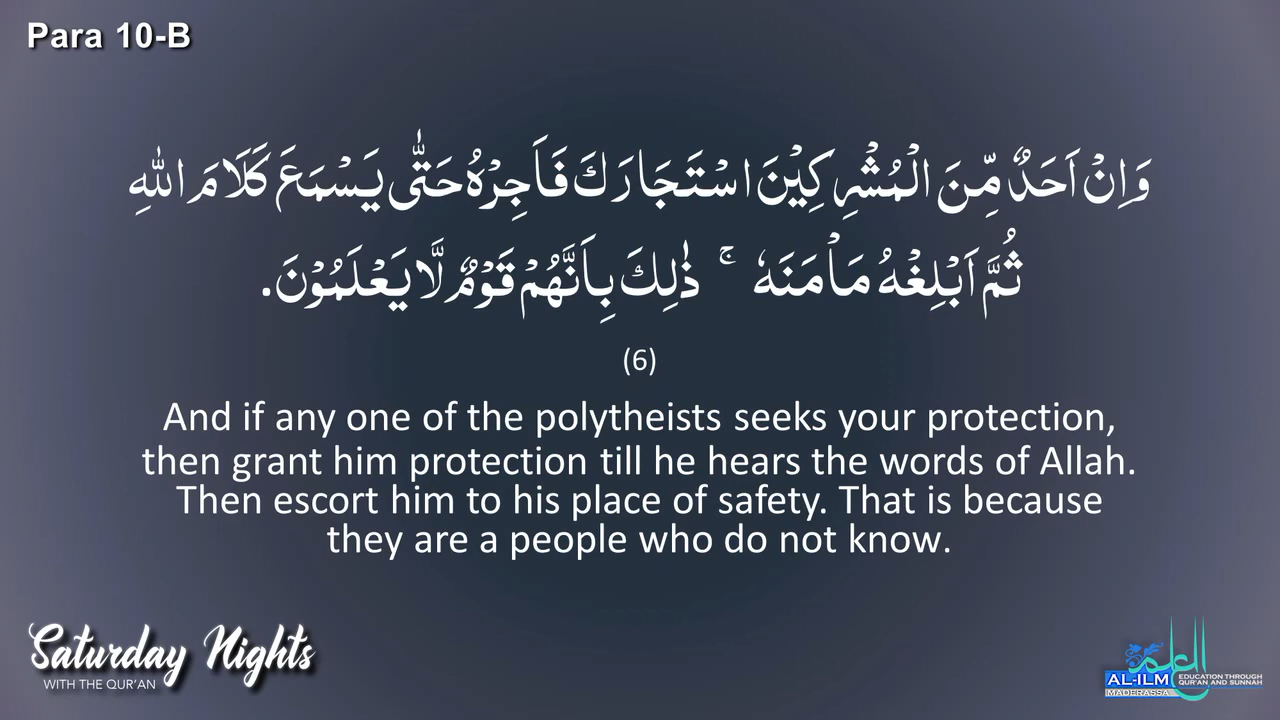 Para 10-B
وَاِنْ اَحَدٌ مِّنَ الْمُشْرِكِيْنَ اسْتَجَارَكَ فَاَجِرْهُ حَتّٰى يَسْمَعَ كَلَامَ اللّٰهِ
ثُمَّ اَبْلِغْهُ مَاْمَنَهٗ ۚ ذٰلِكَ بِاَنَّهُمْ قَوْمٌ لَّا يَعْلَمُوْنَ.
(6)
And if any one of the polytheists seeks your protection,
then grant him protection till he hears the words of Allah.
Then escort him to his place of safety. That is because
they are a people who do not know.
Saturday Nights
WITH THE QUR'AN
العلم
AL-ILM
MADERASSA
EDUCATION THROUGH
QUR'AN AND SUNNAH